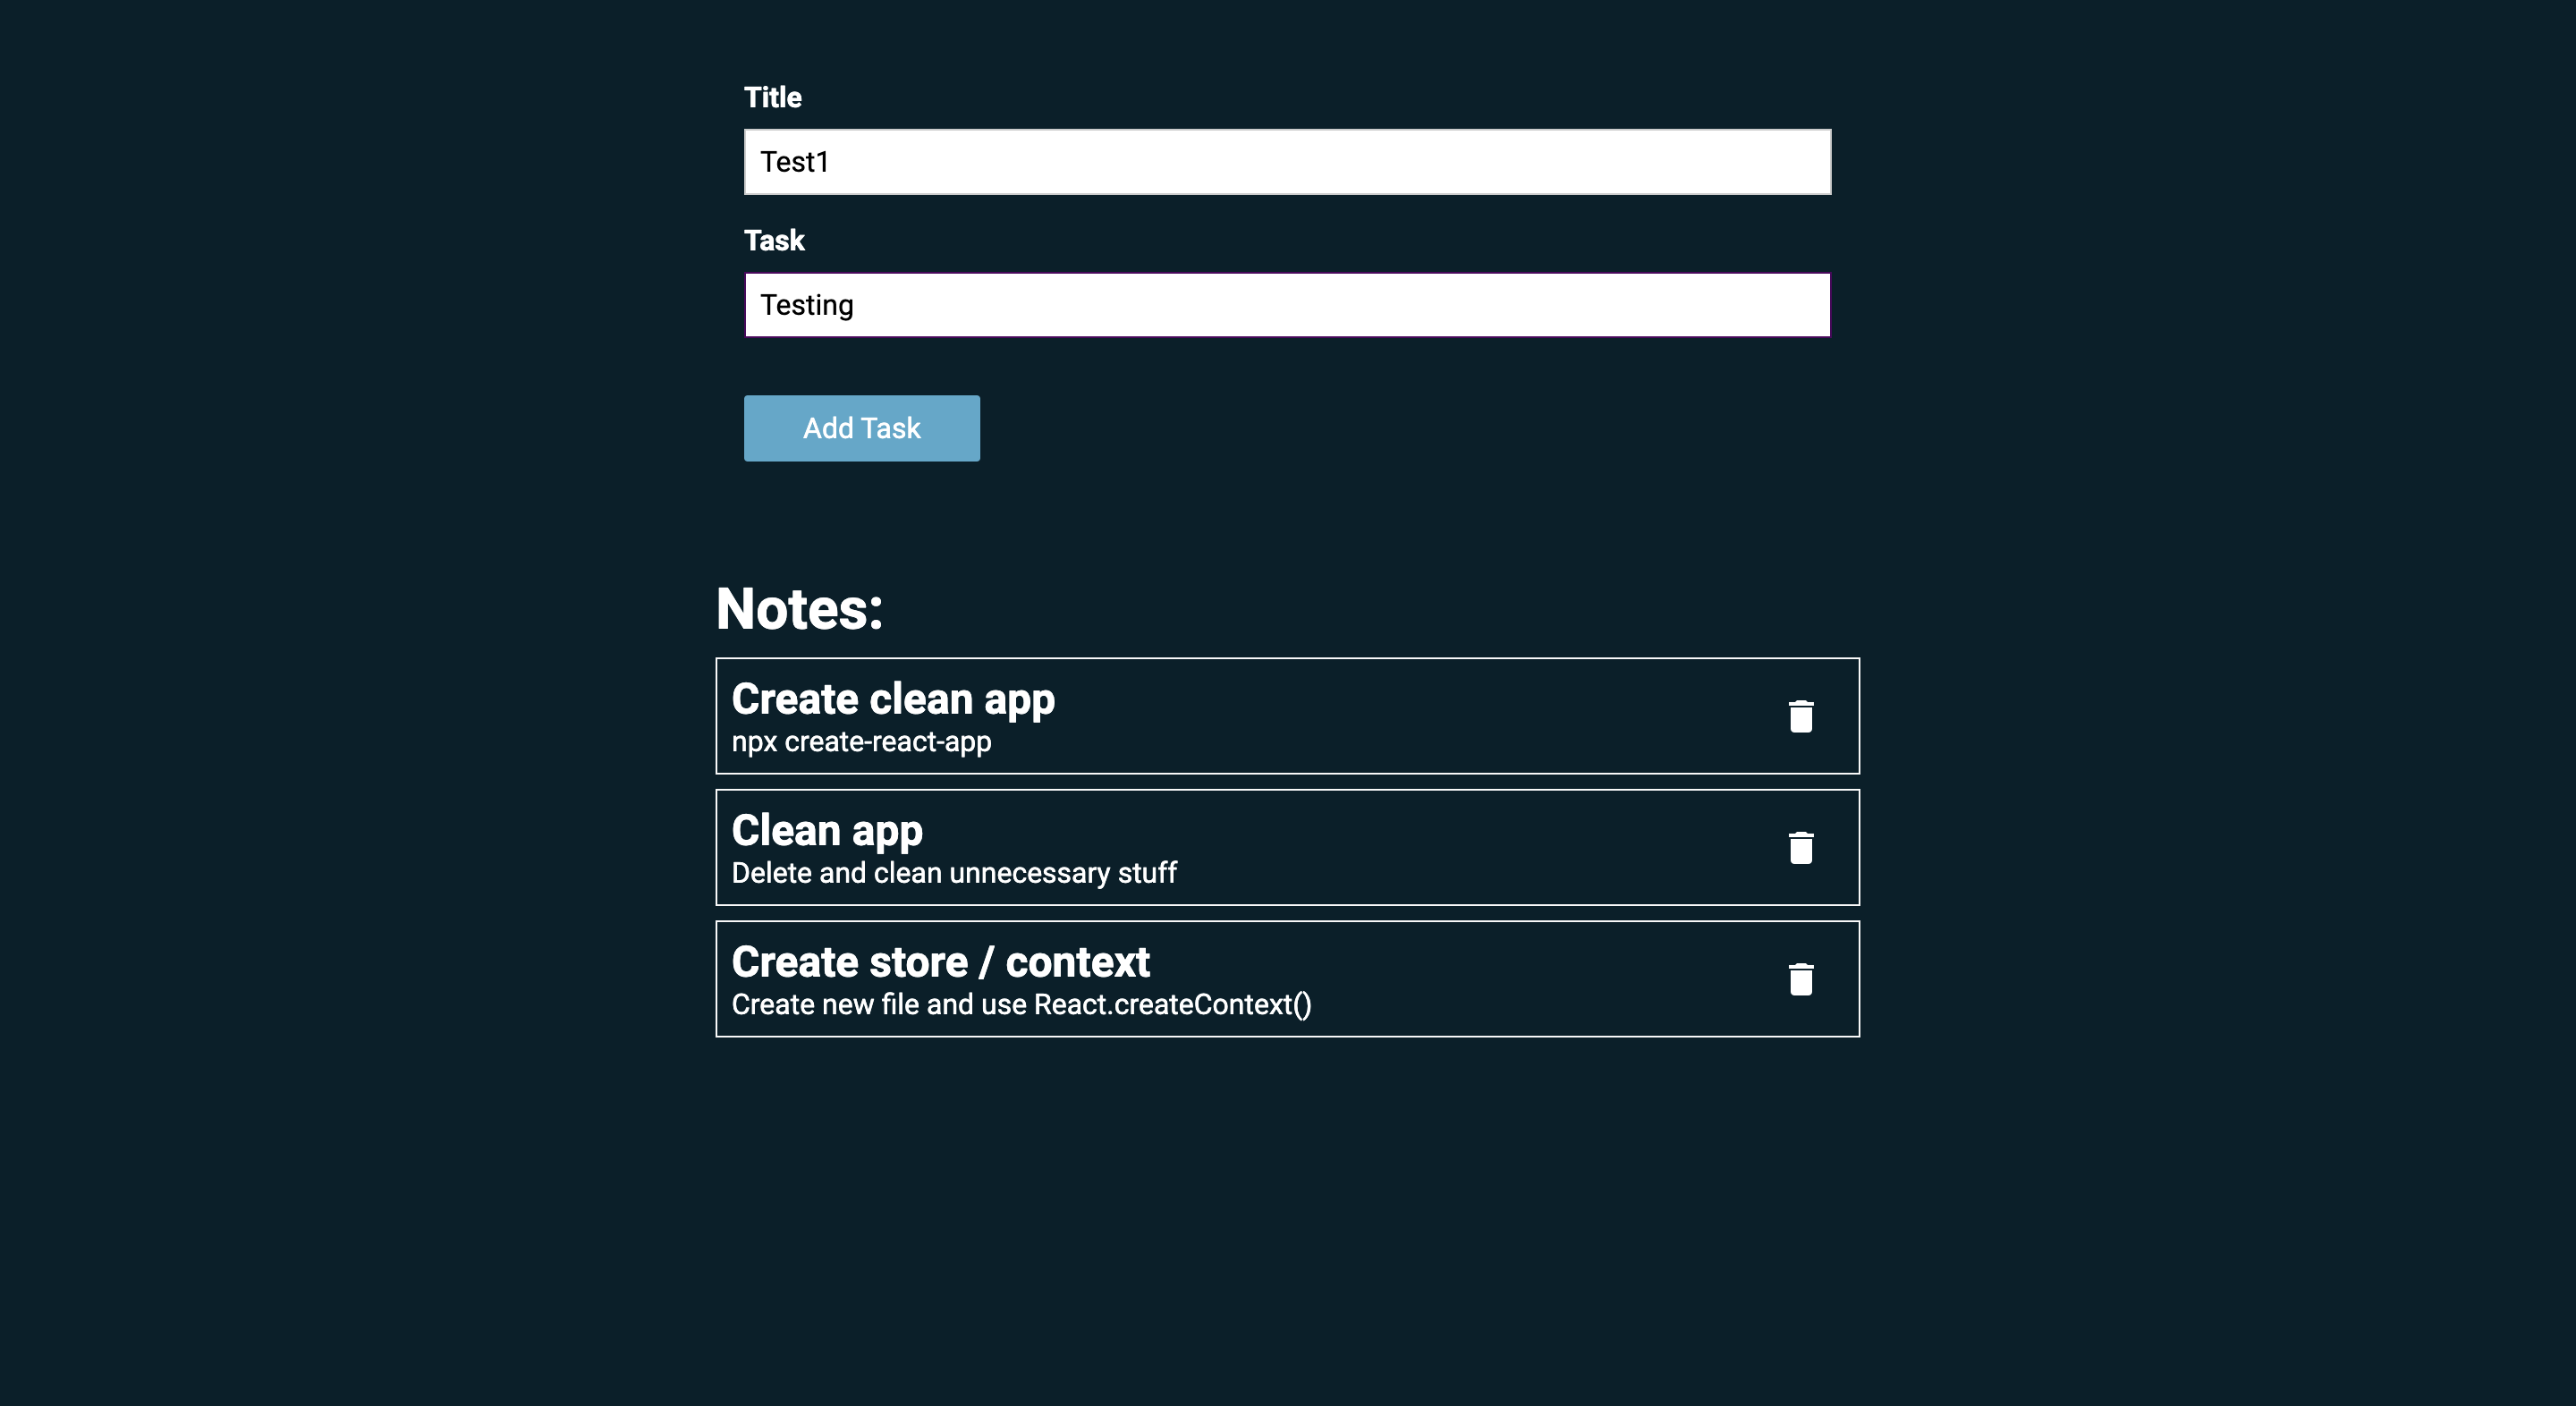 Title
Test1
Task
Testing
Add Task
Notes:
Create clean app
npx create-react-app
Clean app
Delete and clean unnecessary stuff
Create store / context
Create new file and use React.createContext()